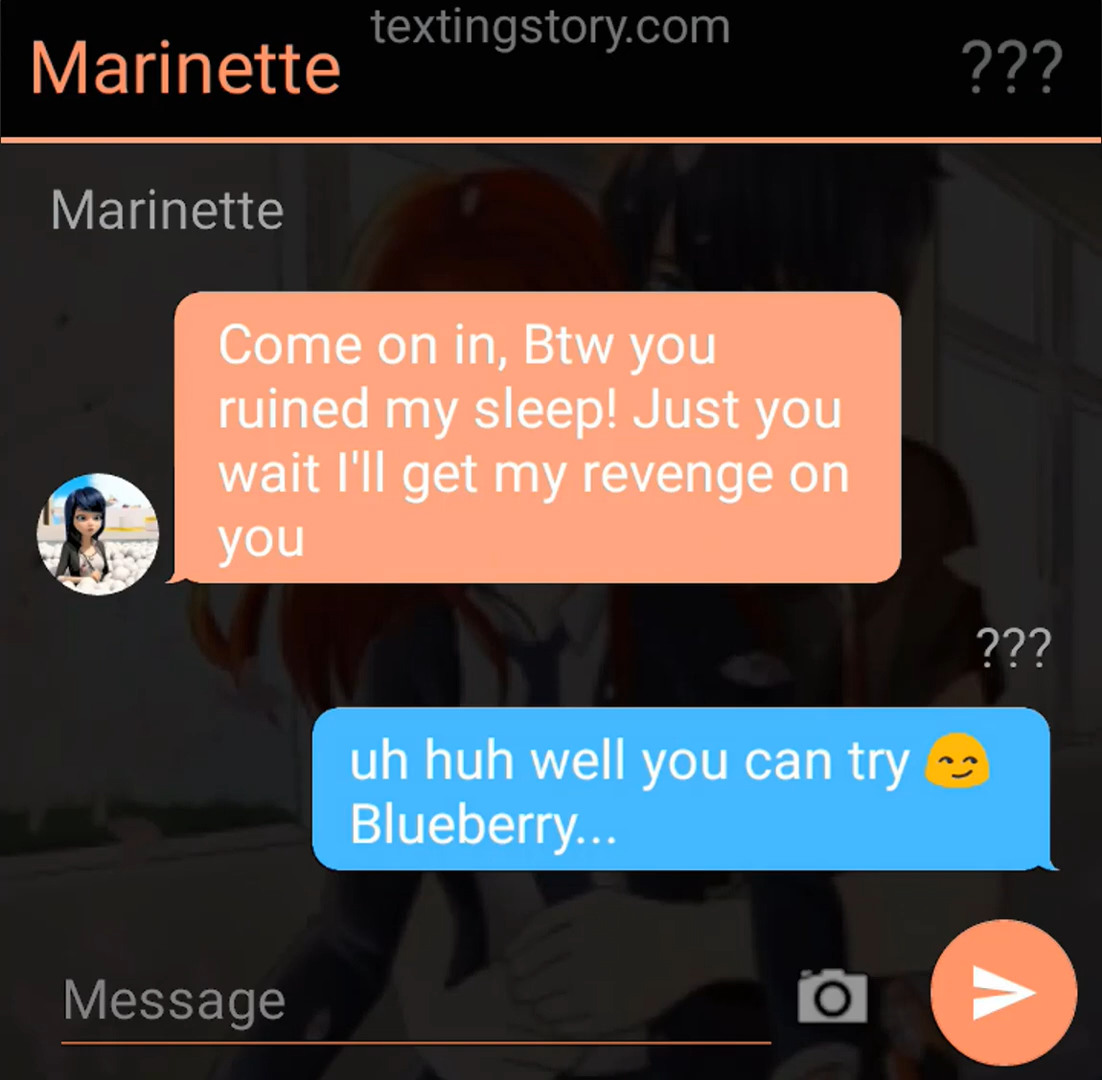 textingstory.com
Marinette
???
Marinette
Come on in, Btw you
ruined my sleep! Just you
wait I'll get my revenge on
you
???
uh huh well you can try 😏
Blueberry...
Message